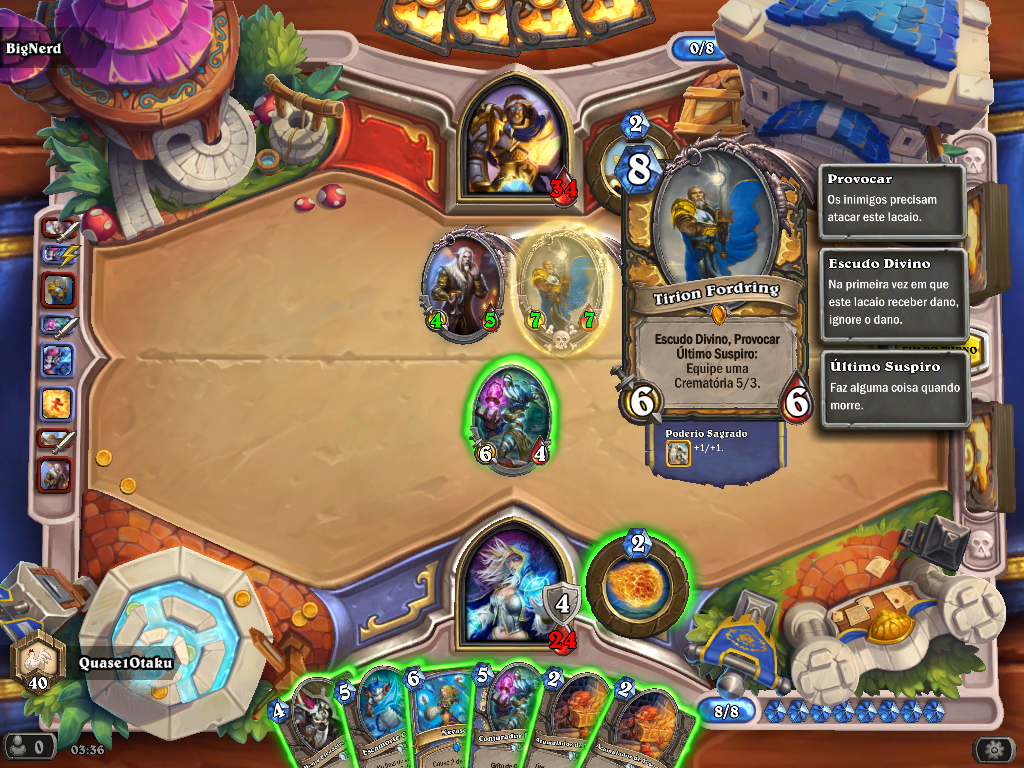 BigNerd
0/8
2
34
8
Tirion Fordring
Escudo Divino, Provocar
Último Suspiro:
Equipe uma
Crematória 5/3.
6
6
Poderio Sagrado
+1/+1.
Provocar
Os inimigos precisam
atacar este lacaio.
Escudo Divino
Na primeira vez em que
este lacaio receber dano,
ignore o dano.
Último Suspiro
Faz alguma coisa quando
morre.
4
5
7
7
6
4
2
4
24
Quase1Otaku
40
4
5
6
5
2
2
Conjurador
8/8
0
03:36